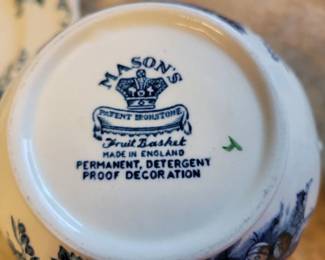 MASON'S
PATENT IRONSTONE
Fruit Basket
MADE IN ENGLAND
PERMANENT, DETERGENT
PROOF DECORATION